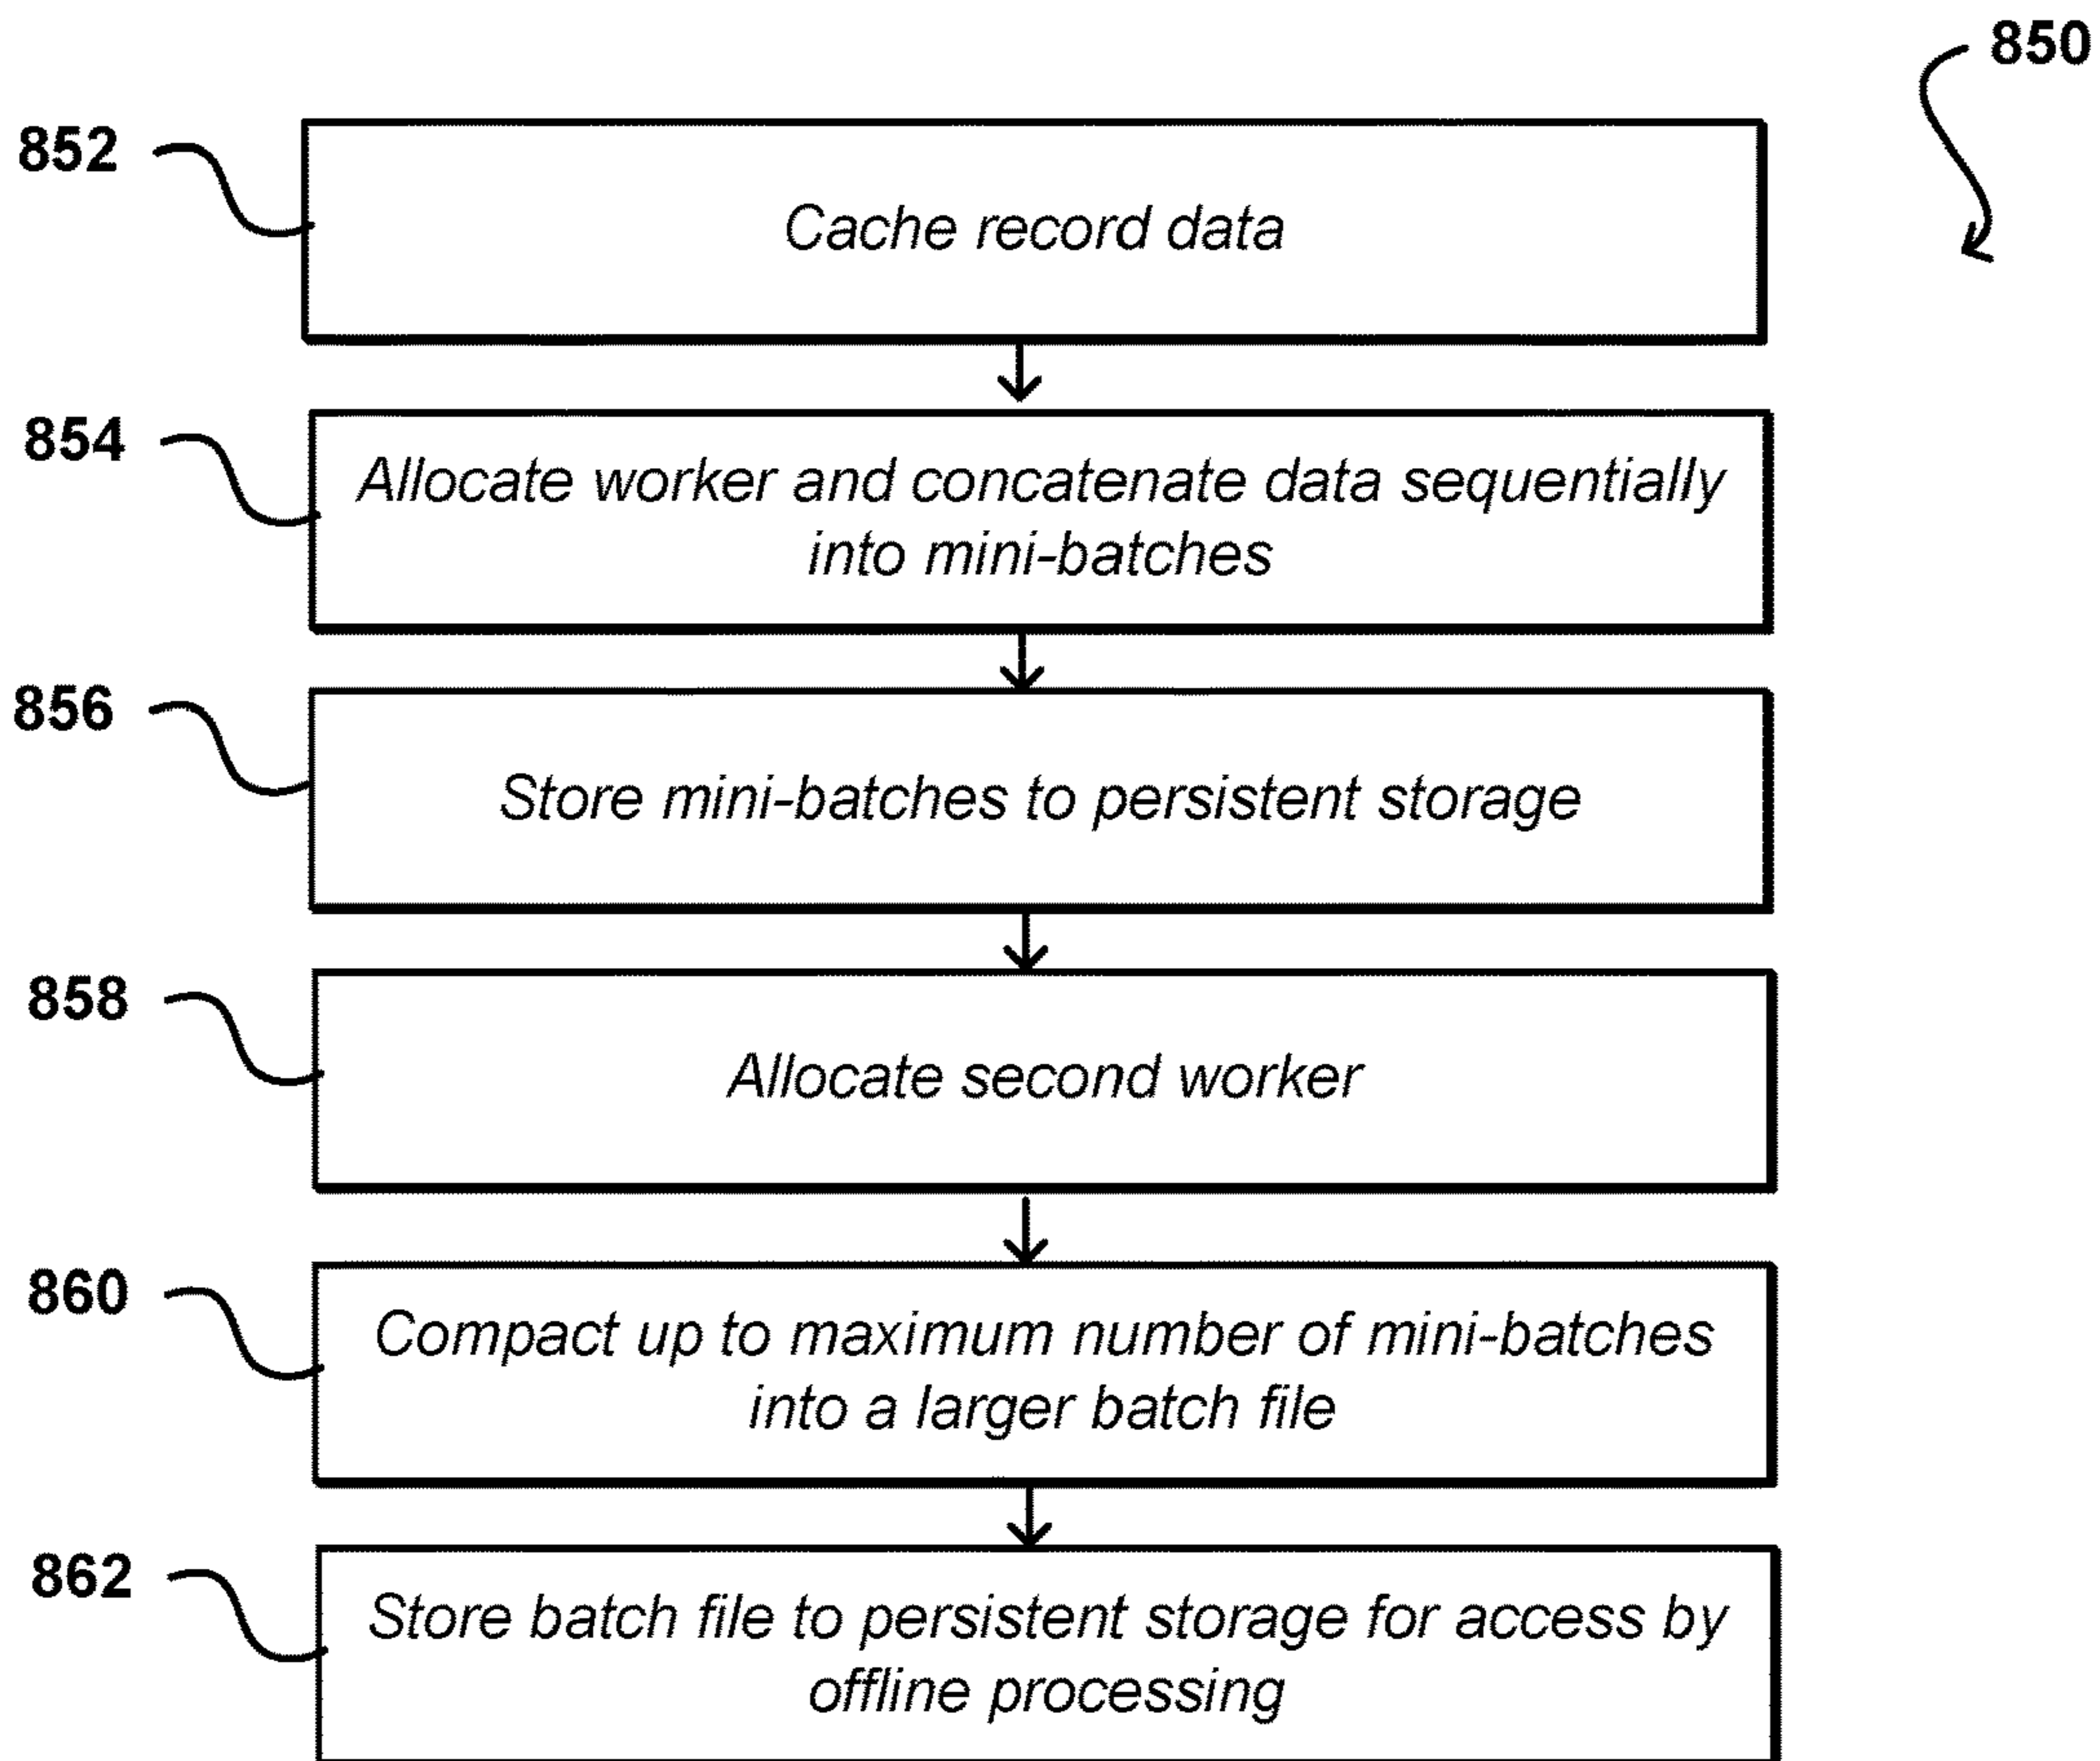 850
852
Cache record data
854
Allocate worker and concatenate data sequentially
into mini-batches
856
Store mini-batches to persistent storage
858
Allocate second worker
860
Compact up to maximum number of mini-batches
into a larger batch file
862
Store batch file to persistent storage for access by
offline processing